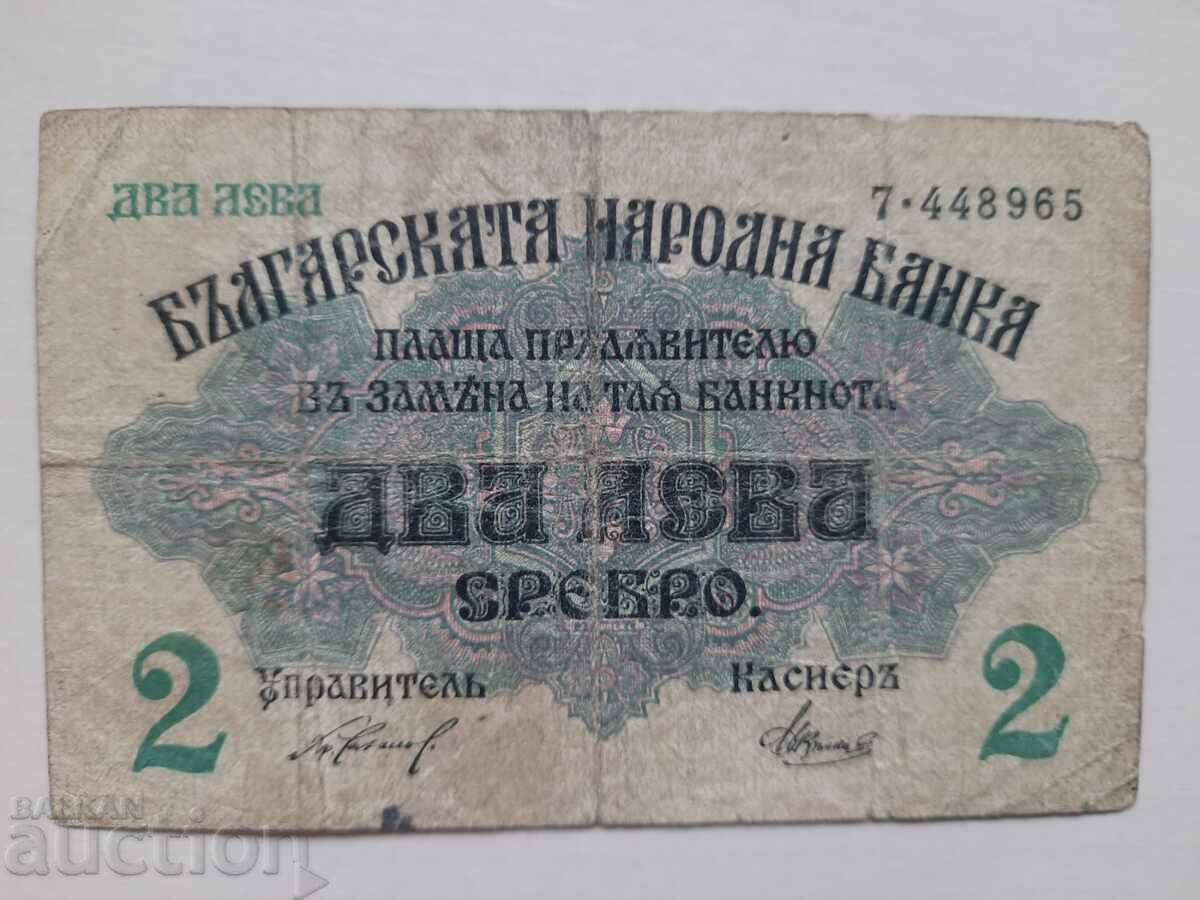 ДВА ЛЕВА
7·448965
БЪЛГАРСКАТА НАРОДНА БАНКА
ПЛАЩА ПРѢДѪВИТЕЛЮ
ВЪ ЗАМѢНА НА ТАЯ БАНКНОТА
ДВА ЛЕВА
СРЕБРО.
2
УПРАВИТЕЛЬ
КАСИЕРЪ
2
BALKAN
auction